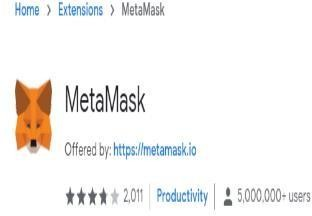 Home > Extensions > MetaMask
MetaMask
Offered by: https://metamask.io
2,011 Productivity 5,000,000+ users